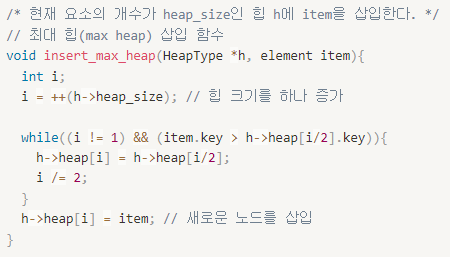 /* 현재 요소의 개수가 heap_size인 힙 h에 item을 삽입한다. */
// 최대 힙(max heap) 삽입 함수
void insert_max_heap(HeapType *h, element item){
  int i;
  i = ++(h->heap_size); // 힙 크기를 하나 증가

  while((i != 1) && (item.key > h->heap[i/2].key)){
    h->heap[i] = h->heap[i/2];
    i /= 2;
  }
  h->heap[i] = item; // 새로운 노드를 삽입
}